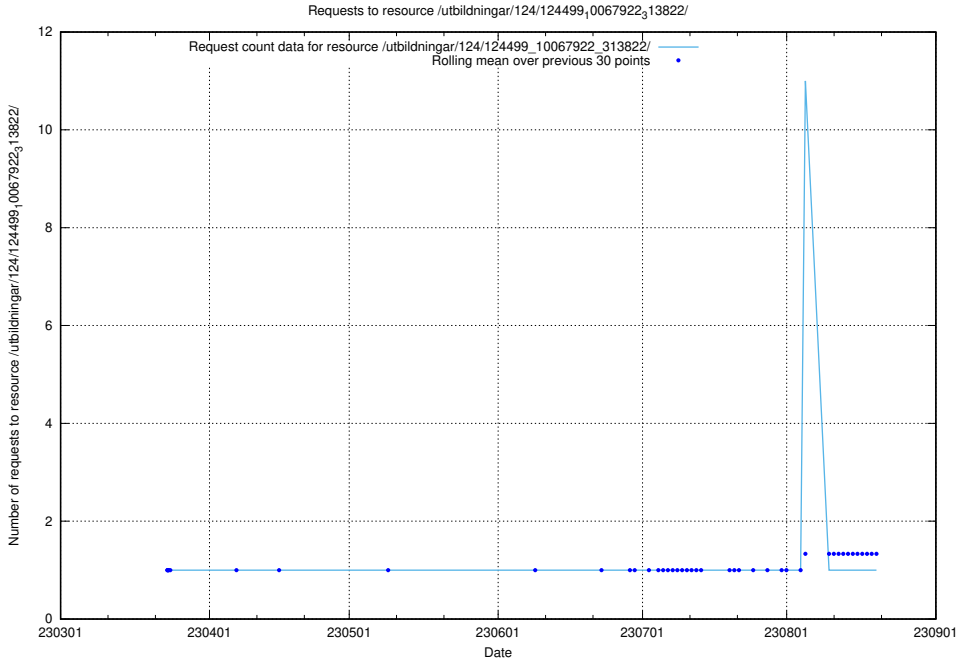 Requests to resource /utbildningar/124/124499₁0067922₃13822/
Request count data for resource /utbildningar/124/124499_10067922_313822/
Rolling mean over previous 30 points
Number of requests to resource /utbildningar/124/124499₁0067922₃13822/
12
10
8
6
4
2
0
230301 230401 230501 230601 230701 230801 230901
Date